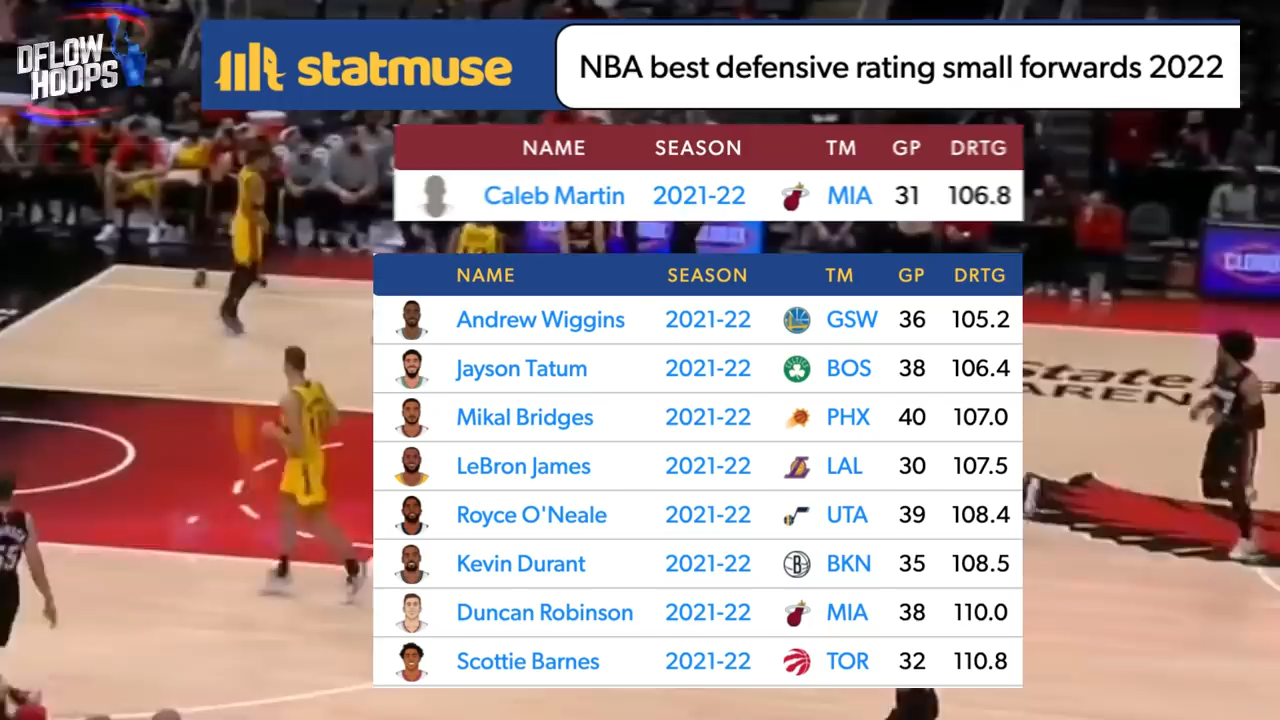 DFLOW
HOOPS
statmuse
NBA best defensive rating small forwards 2022
NAME SEASON TM GP DRTG
Caleb Martin 2021-22 MIA 31 106.8
NAME SEASON TM GP DRTG
Andrew Wiggins 2021-22 GSW 36 105.2
Jayson Tatum 2021-22 BOS 38 106.4
Mikal Bridges 2021-22 PHX 40 107.0
LeBron James 2021-22 LAL 30 107.5
Royce O'Neale 2021-22 UTA 39 108.4
Kevin Durant 2021-22 BKN 35 108.5
Duncan Robinson 2021-22 MIA 38 110.0
Scottie Barnes 2021-22 TOR 32 110.8
State
ARENA
55